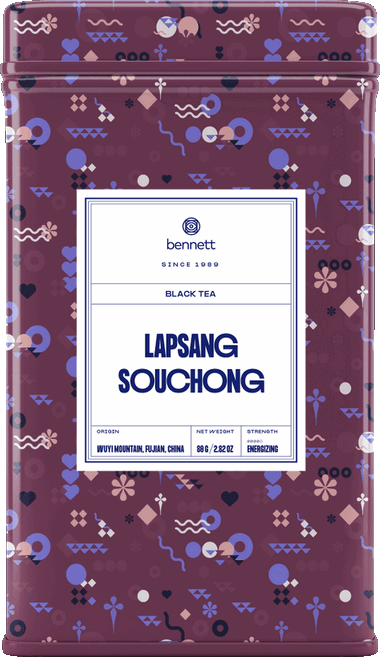 bennett
SINCE 1989
BLACK TEA
LAPSANG
SOUCHONG
ORIGIN
WUYI MOUNTAIN, FUJIAN, CHINA
NET WEIGHT
80 G / 2.82 OZ
STRENGTH
ENERGIZING